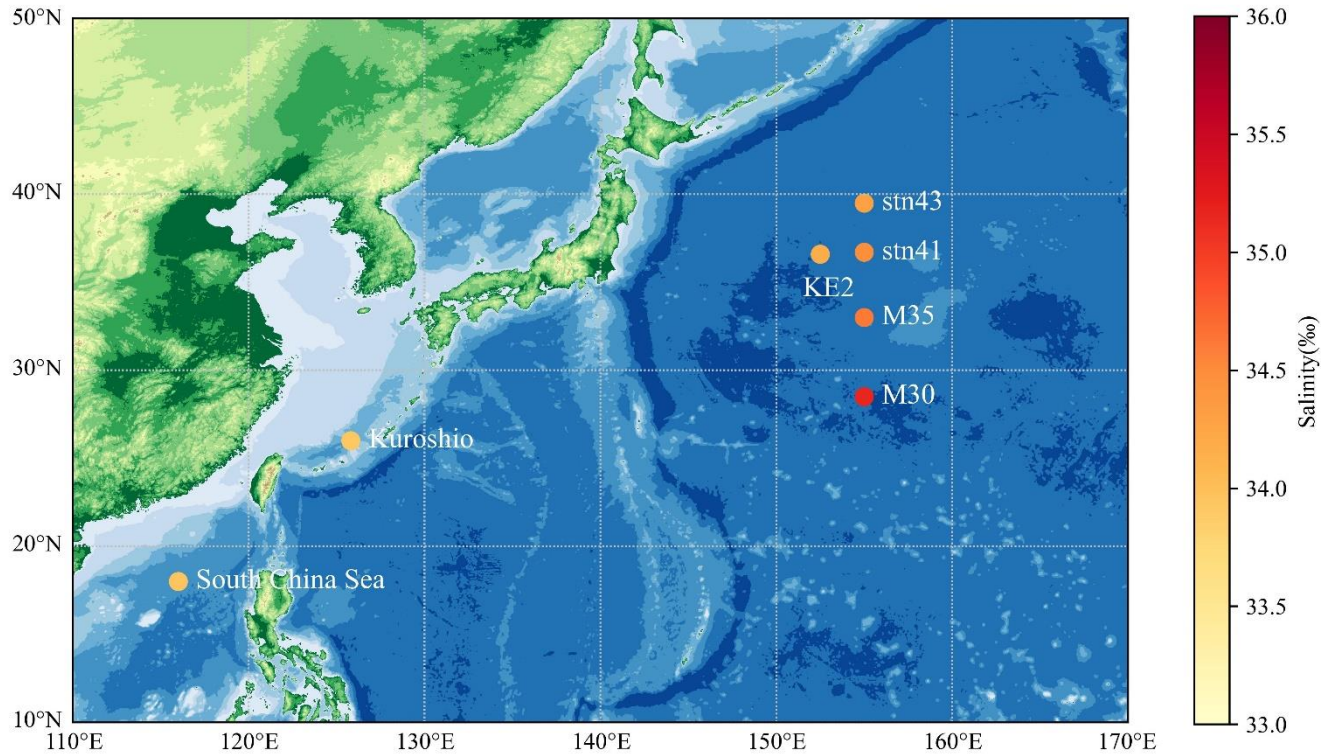 50°N
40°N
30°N
20°N
10°N
110°E
120°E
130°E
140°E
150°E
160°E
170°E
stn43
stn41
KE2
M35
M30
Kuroshio
South China Sea
36.0
35.5
35.0
34.5
34.0
33.5
33.0
Salinity(‰)